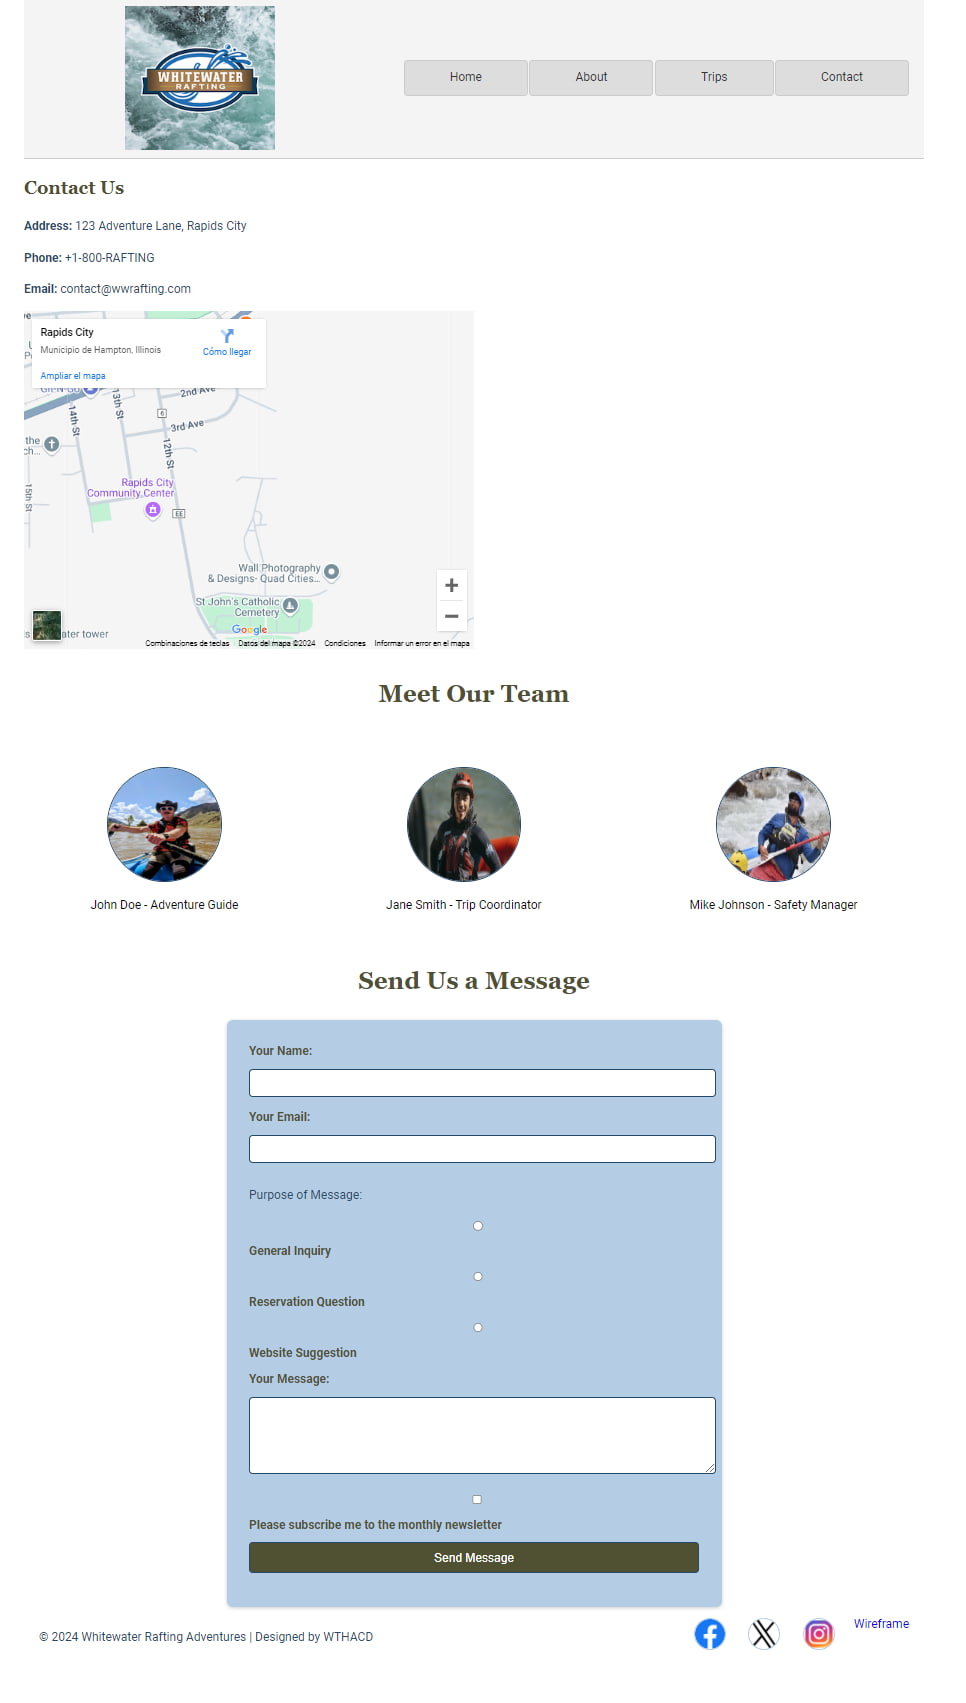 WHITEWATER
RAFTING
Home
About
Trips
Contact
Contact Us
Address: 123 Adventure Lane, Rapids City
Phone: +1-800-RAFTING
Email: contact@wwrafting.com
Rapids City
Municipio de Hampton, Illinois
Cómo llegar
Ampliar el mapa
2nd Ave
13th St
14th St
6
3rd Ave
12th St
the
15th St
Rapids City
Community Center
EE
Wall Photography
& Designs- Quad Cities...
St John's Catholic
Cemetery
Google
ater tower
Combinaciones de teclas
Datos del mapa ©2024
Condiciones
Informar un error en el mapa
Meet Our Team
John Doe - Adventure Guide
Jane Smith - Trip Coordinator
Mike Johnson - Safety Manager
Send Us a Message
Your Name:
Your Email:
Purpose of Message:
General Inquiry
Reservation Question
Website Suggestion
Your Message:
Please subscribe me to the monthly newsletter
Send Message
© 2024 Whitewater Rafting Adventures | Designed by WTHACD
Wireframe